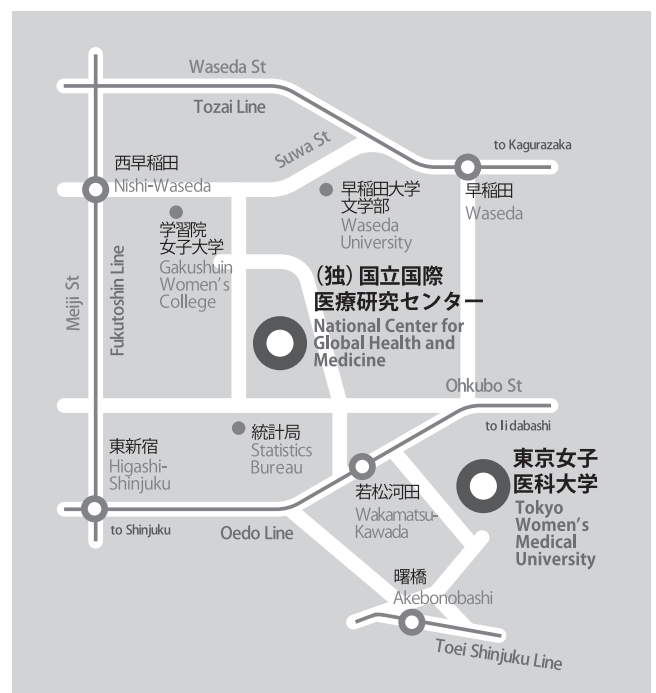 Waseda St
Tozai Line
Suwa St
to Kagurazaka
西早稲田
Nishi-Waseda
早稲田大学
文学部
Waseda
University
早稲田
Waseda
学習院
女子大学
Gakushuin
Women's
College
Meiji St
Fukutoshin Line
（独）国立国際
医療研究センター
National Center for
Global Health and
Medicine
Ohkubo St
to Iidabashi
統計局
Statistics
Bureau
東新宿
Higashi-
Shinjuku
to Shinjuku
Oedo Line
若松河田
Wakamatsu-
Kawada
東京女子
医科大学
Tokyo
Women's
Medical
University
曙橋
Akebonobashi
Toei Shinjuku Line